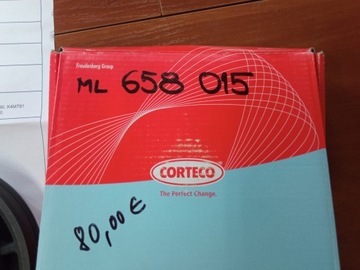 Freudenberg Group
ML 658 015
CORTECO
The Perfect Change.
80,00 €